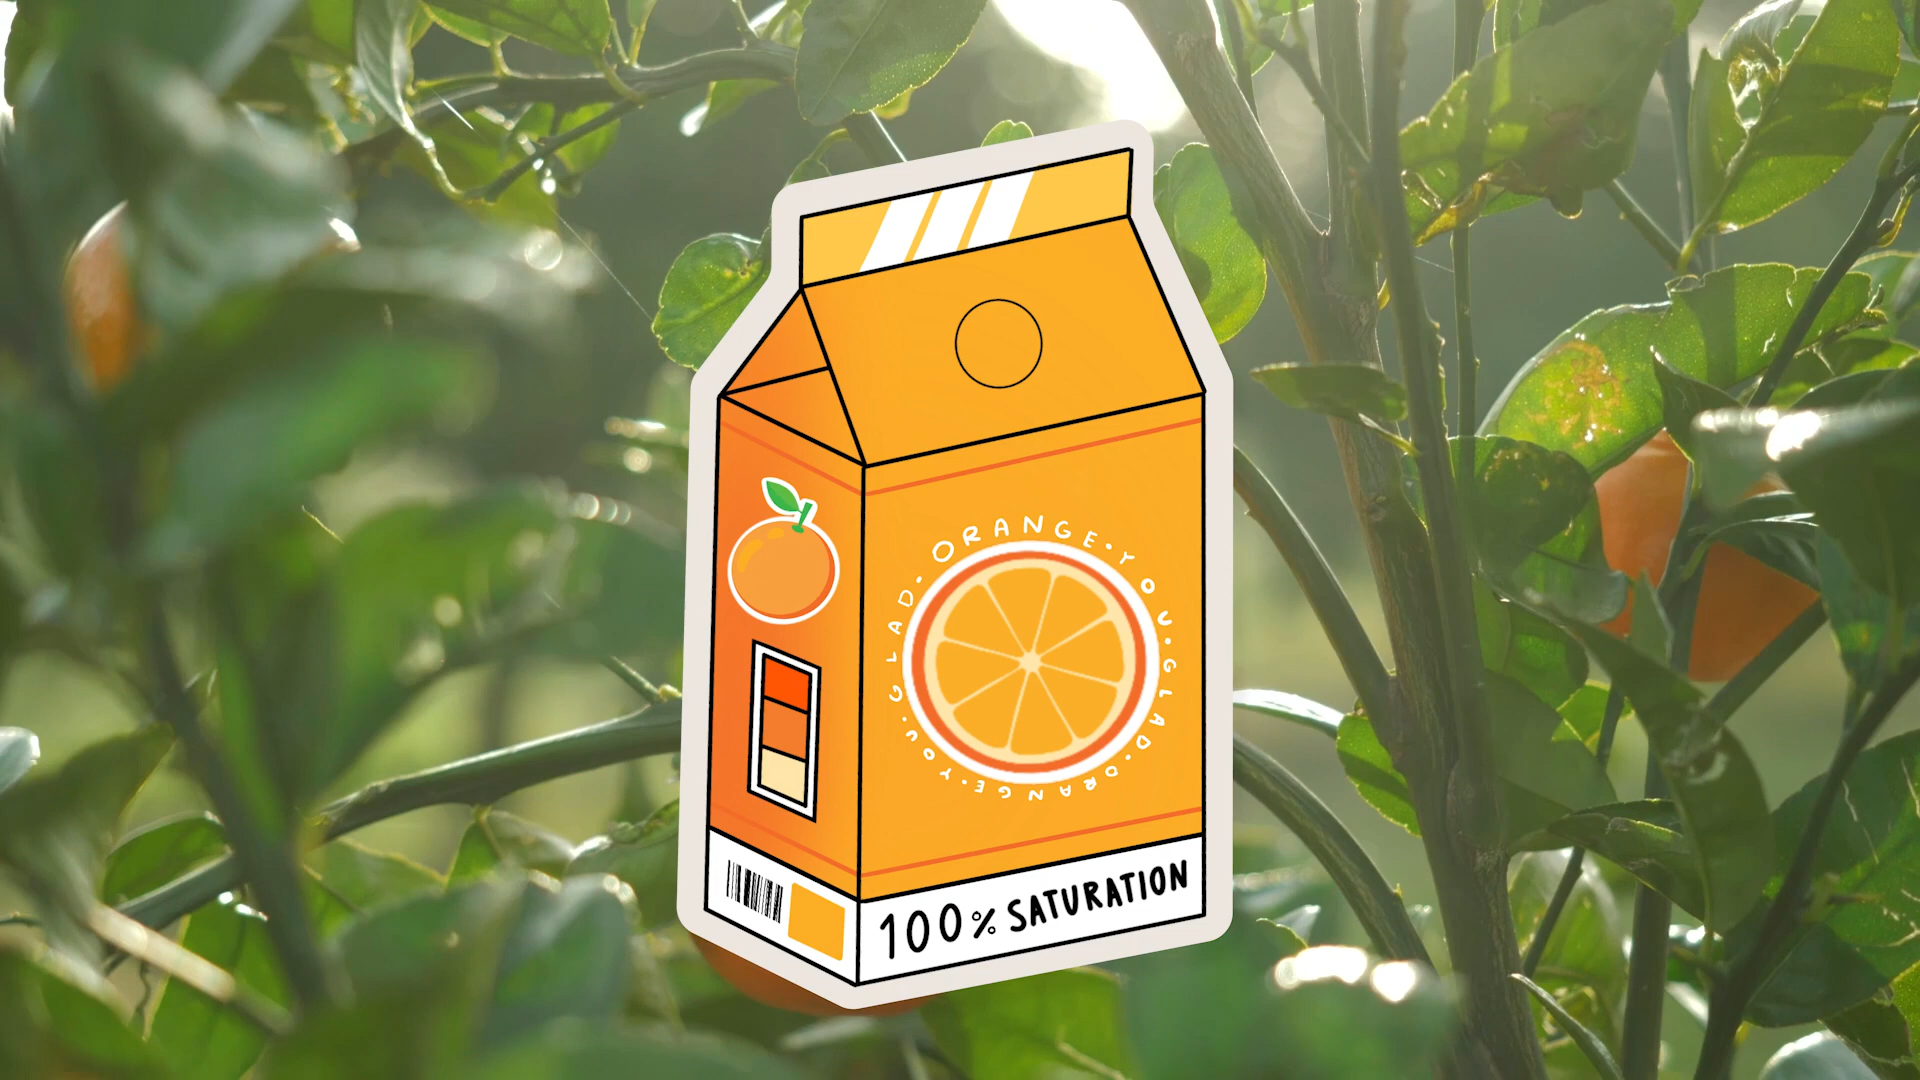 ORANGE • YOU • GLAD • ORANGE • YOU • GLAD •
100% SATURATION